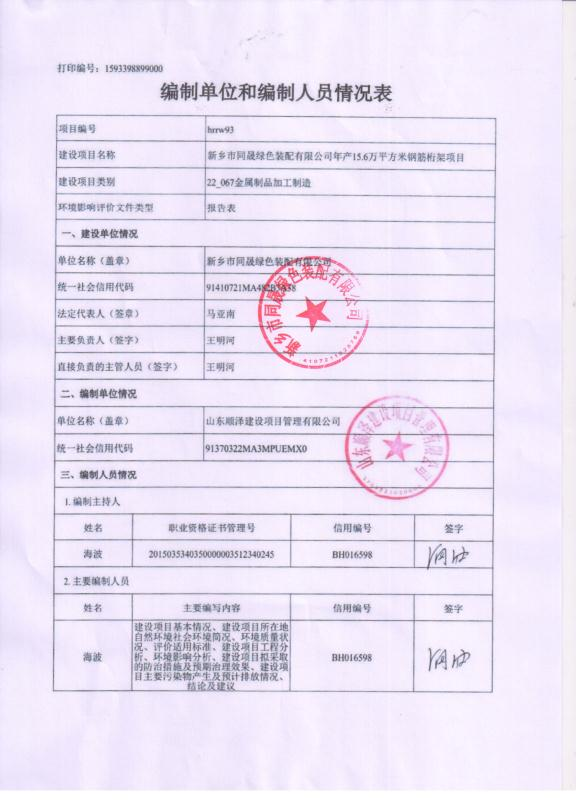 打印编号：1593398899000
编制单位和编制人员情况表
项目编号 hrrw93
建设项目名称 新乡市同晟绿色装配有限公司年产15.6万平方米钢筋桁架项目
建设项目类别 22_067金属制品加工制造
环境影响评价文件类型 报告表
一、建设单位情况
单位名称（盖章） 新乡市同晟绿色装配有限公司
统一社会信用代码
法定代表人（签章） 马亚南
主要负责人（签字） 王明河
直接负责的主管人员（签字） 王明河
新乡市同晟绿色装配有限公司
二、编制单位情况
单位名称（盖章） 山东顺泽建设项目管理有限公司
统一社会信用代码 91370322MA3MPUEMX0
山东顺泽建设项目管理有限公司
三、编制人员情况
1. 编制主持人
姓名 职业资格证书管理号 信用编号 签字
海波 2015035340350000003512340245 BH016598
2. 主要编制人员
姓名 主要编写内容 信用编号 签字
建设项目基本情况、建设项目所在地
自然环境社会环境简况、环境质量状
况、评价适用标准、建设项目工程分
海波 析、环境影响分析、建设项目拟采取 BH016598
的防治措施及预期治理效果、建设项
目主要污染物产生及预计排放情况、
结论及建议